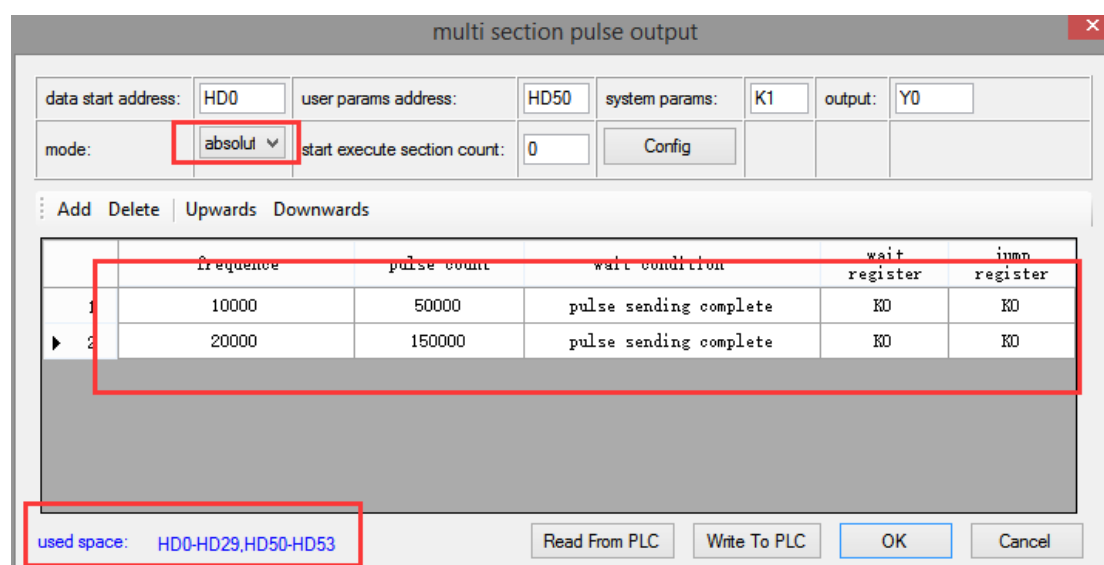 multi section pulse output
data start address: HD0 user params address: HD50 system params: K1 output: Y0
mode: absolut start execute section count: 0 Config
Add Delete Upwards Downwards
frequence pulse count wait condition wait register jump register
1 10000 50000 pulse sending complete K0 K0
2 20000 150000 pulse sending complete K0 K0
used space: HD0-HD29,HD50-HD53 Read From PLC Write To PLC OK Cancel